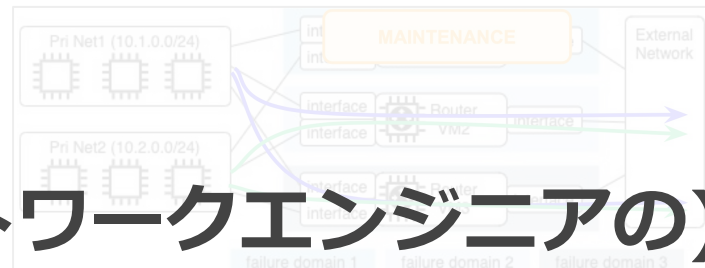 MAINTENANCE
Pri Net1 (10.1.0.0/24)
External
Network
interface
Router
interface
VM2
interface
Pri Net2 (10.2.0.0/24)
interface
Router
interface
トワークエンジニアの
failure domain 1
failure domain 2
failure domain 3